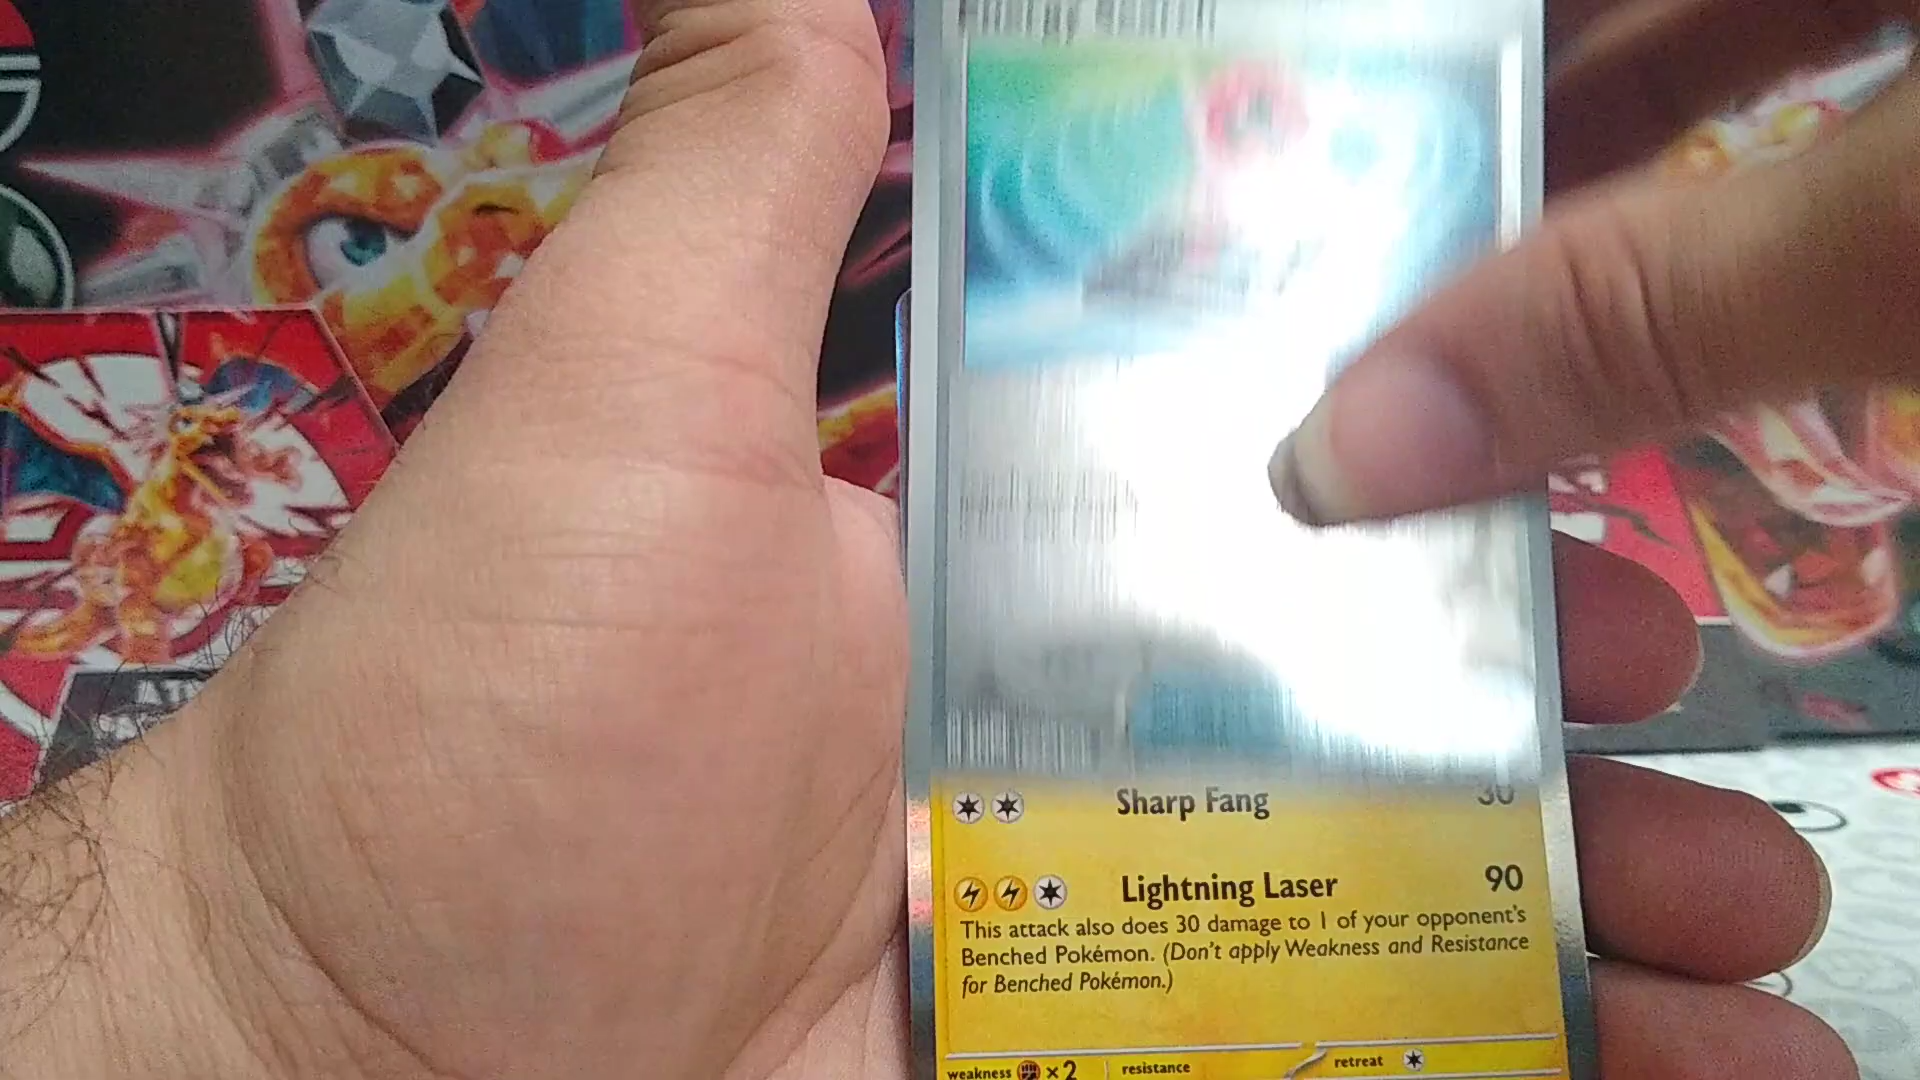 Sharp Fang 30
Lightning Laser 90
This attack also does 30 damage to 1 of your opponent's
Benched Pokémon. (Don't apply Weakness and Resistance
for Benched Pokémon.)
weakness ×2 resistance retreat